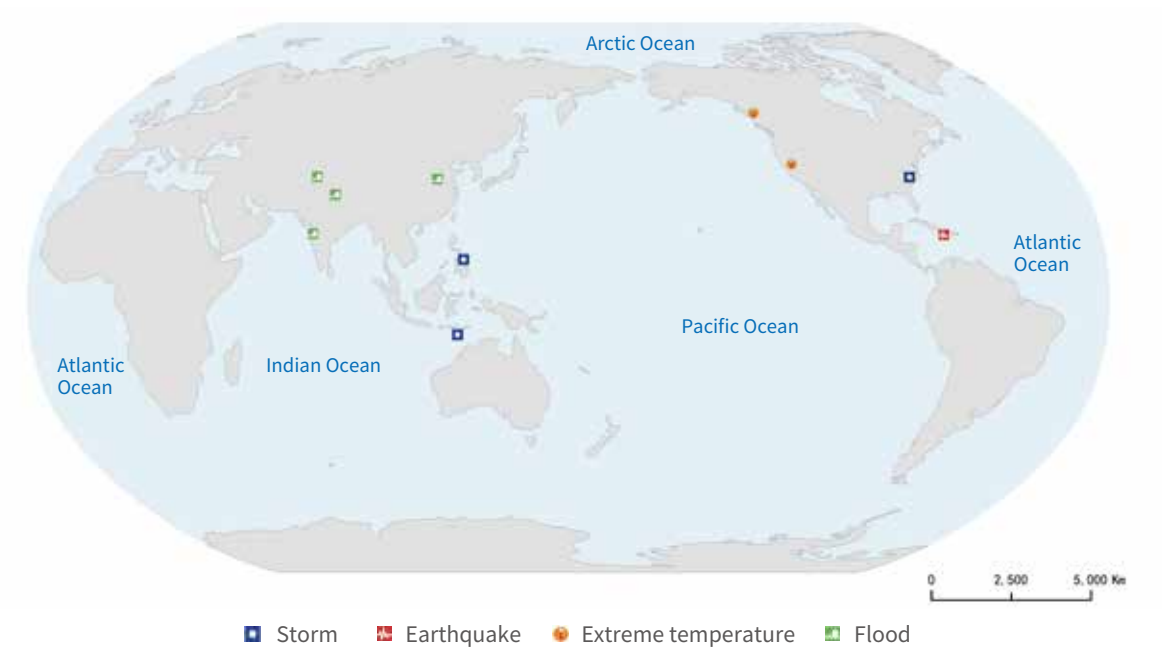 Arctic Ocean
Atlantic
Ocean
Pacific Ocean
Atlantic
Ocean
Indian Ocean
0 2,500 5,000 Km
Storm Earthquake Extreme temperature Flood